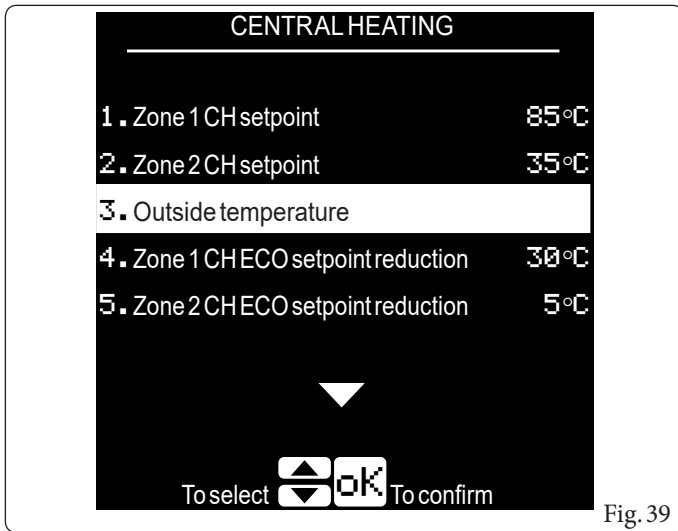 CENTRAL HEATING
1. Zone 1 CH setpoint 85°C
2. Zone 2 CH setpoint 35°C
3. Outside temperature
4. Zone 1 CH ECO setpoint reduction 30°C
5. Zone 2 CH ECO setpoint reduction 5°C
To select oK To confirm
Fig. 39